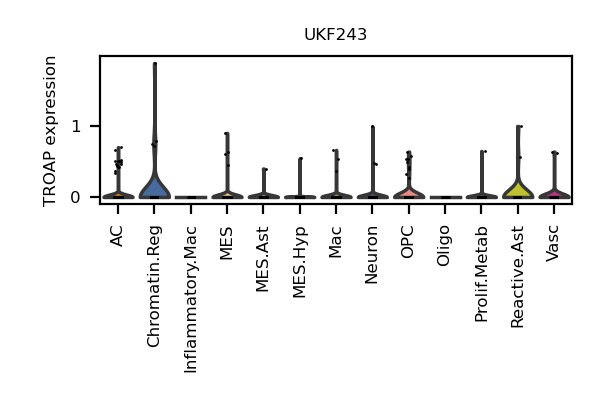 UKF243
TROAP expression
1
0
AC
Chromatin.Reg
Inflammatory.Mac
MES
MES.Ast
MES.Hyp
Mac
Neuron
OPC
Oligo
Prolif.Metab
Reactive.Ast
Vasc